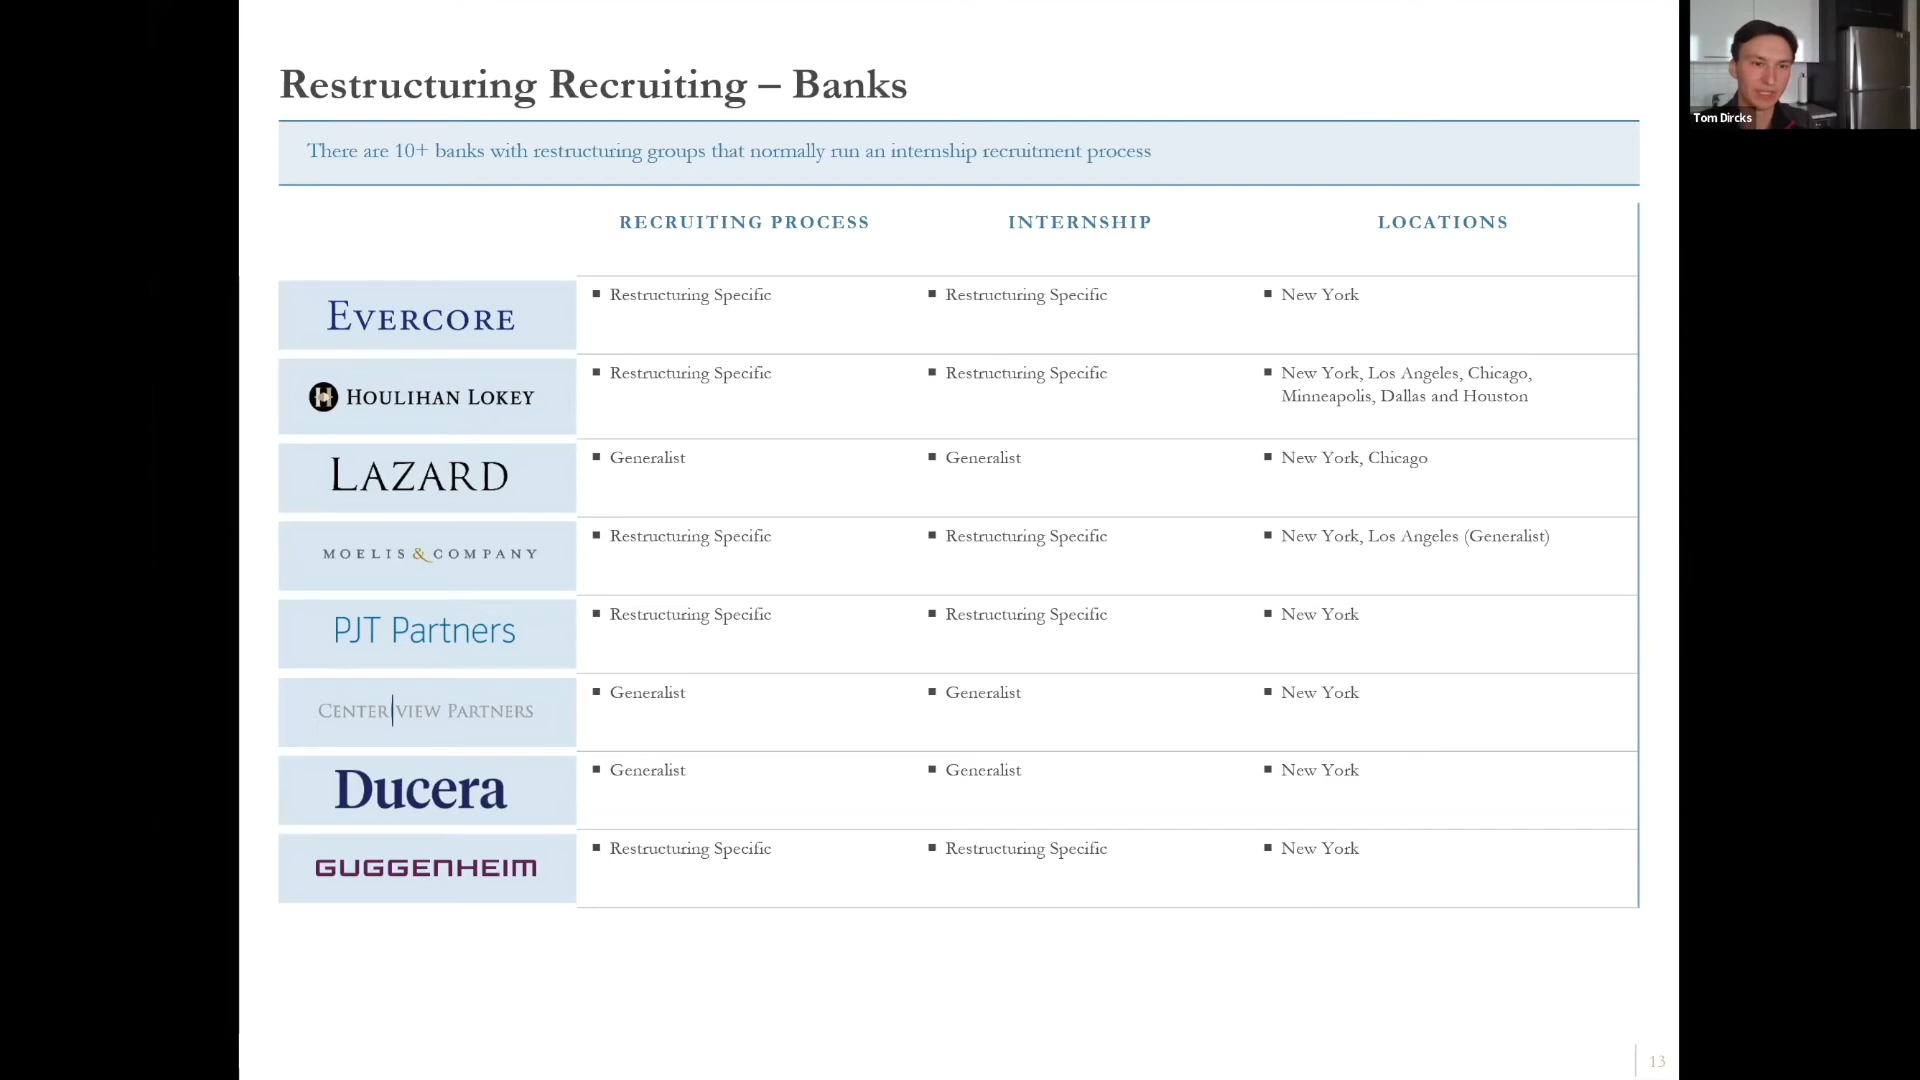 Restructuring Recruiting – Banks
Tom Dircks
There are 10+ banks with restructuring groups that normally run an internship recruitment process
RECRUITING PROCESS
INTERNSHIP
LOCATIONS
EVERCORE
▪ Restructuring Specific
▪ Restructuring Specific
▪ New York
H HOULIHAN LOKEY
▪ Restructuring Specific
▪ Restructuring Specific
▪ New York, Los Angeles, Chicago,
Minneapolis, Dallas and Houston
LAZARD
▪ Generalist
▪ Generalist
▪ New York, Chicago
MOELIS & COMPANY
▪ Restructuring Specific
▪ Restructuring Specific
▪ New York, Los Angeles (Generalist)
PJT Partners
▪ Restructuring Specific
▪ Restructuring Specific
▪ New York
CENTERVIEW PARTNERS
▪ Generalist
▪ Generalist
▪ New York
Ducera
▪ Generalist
▪ Generalist
▪ New York
GUGGENHEIM
▪ Restructuring Specific
▪ Restructuring Specific
▪ New York
13